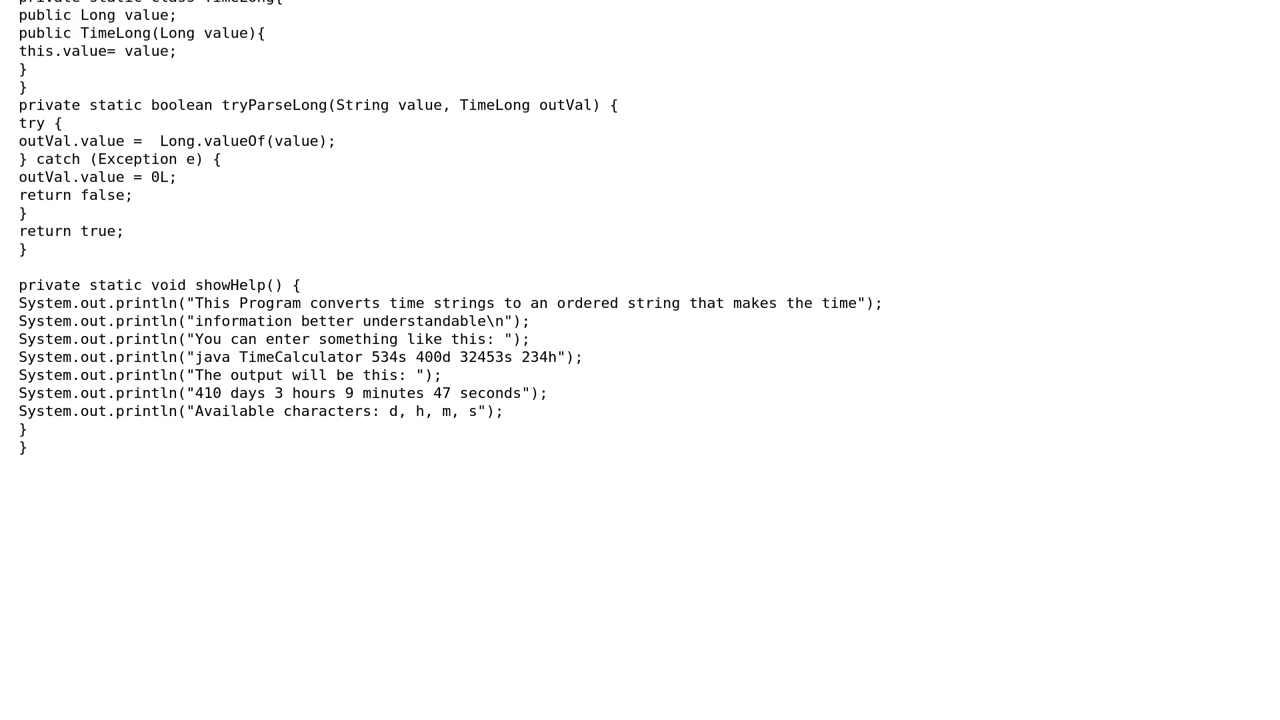 private static class TimeLong{
public Long value;
public TimeLong(Long value){
this.value= value;
}
}
private static boolean tryParseLong(String value, TimeLong outVal) {
try {
outVal.value =  Long.valueOf(value);
} catch (Exception e) {
outVal.value = 0L;
return false;
}
return true;
}

private static void showHelp() {
System.out.println("This Program converts time strings to an ordered string that makes the time");
System.out.println("information better understandable\n");
System.out.println("You can enter something like this: ");
System.out.println("java TimeCalculator 534s 400d 32453s 234h");
System.out.println("The output will be this: ");
System.out.println("410 days 3 hours 9 minutes 47 seconds");
System.out.println("Available characters: d, h, m, s");
}
}